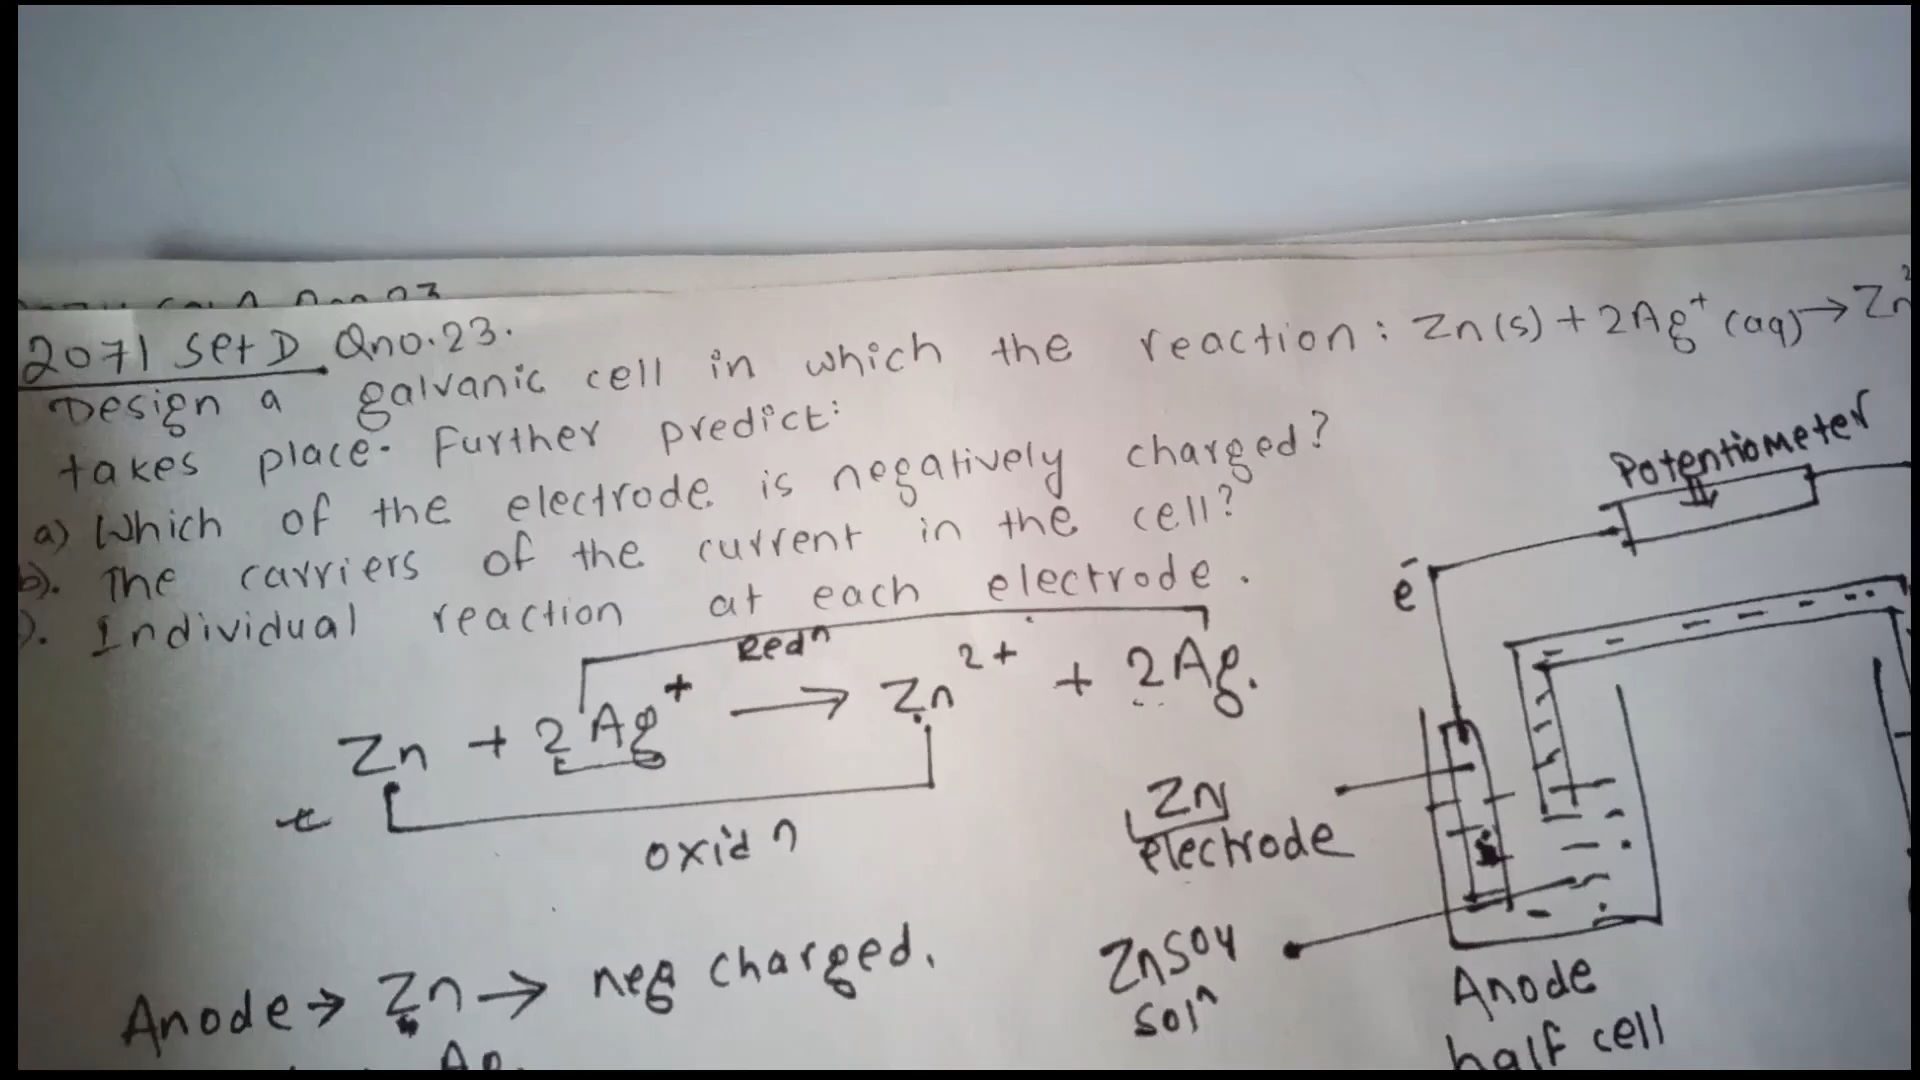 2071 Set D Qno.23.
Design a galvanic cell in which the reaction : Zn(s) + 2Ag⁺ (aq) → Zn²
takes place. Further predict:
a) Which of the electrode is negatively charged?
b). The carriers of the current in the cell?
). Individual reaction at each electrode.
Redⁿ
Zn + 2Ag⁺ → Zn²⁺ + 2Ag.
oxidⁿ
Anode → Zn → neg charged.
Ag.
Potentiometer
e⁻
Zn
electrode
ZnSO4
solⁿ
Anode
half cell